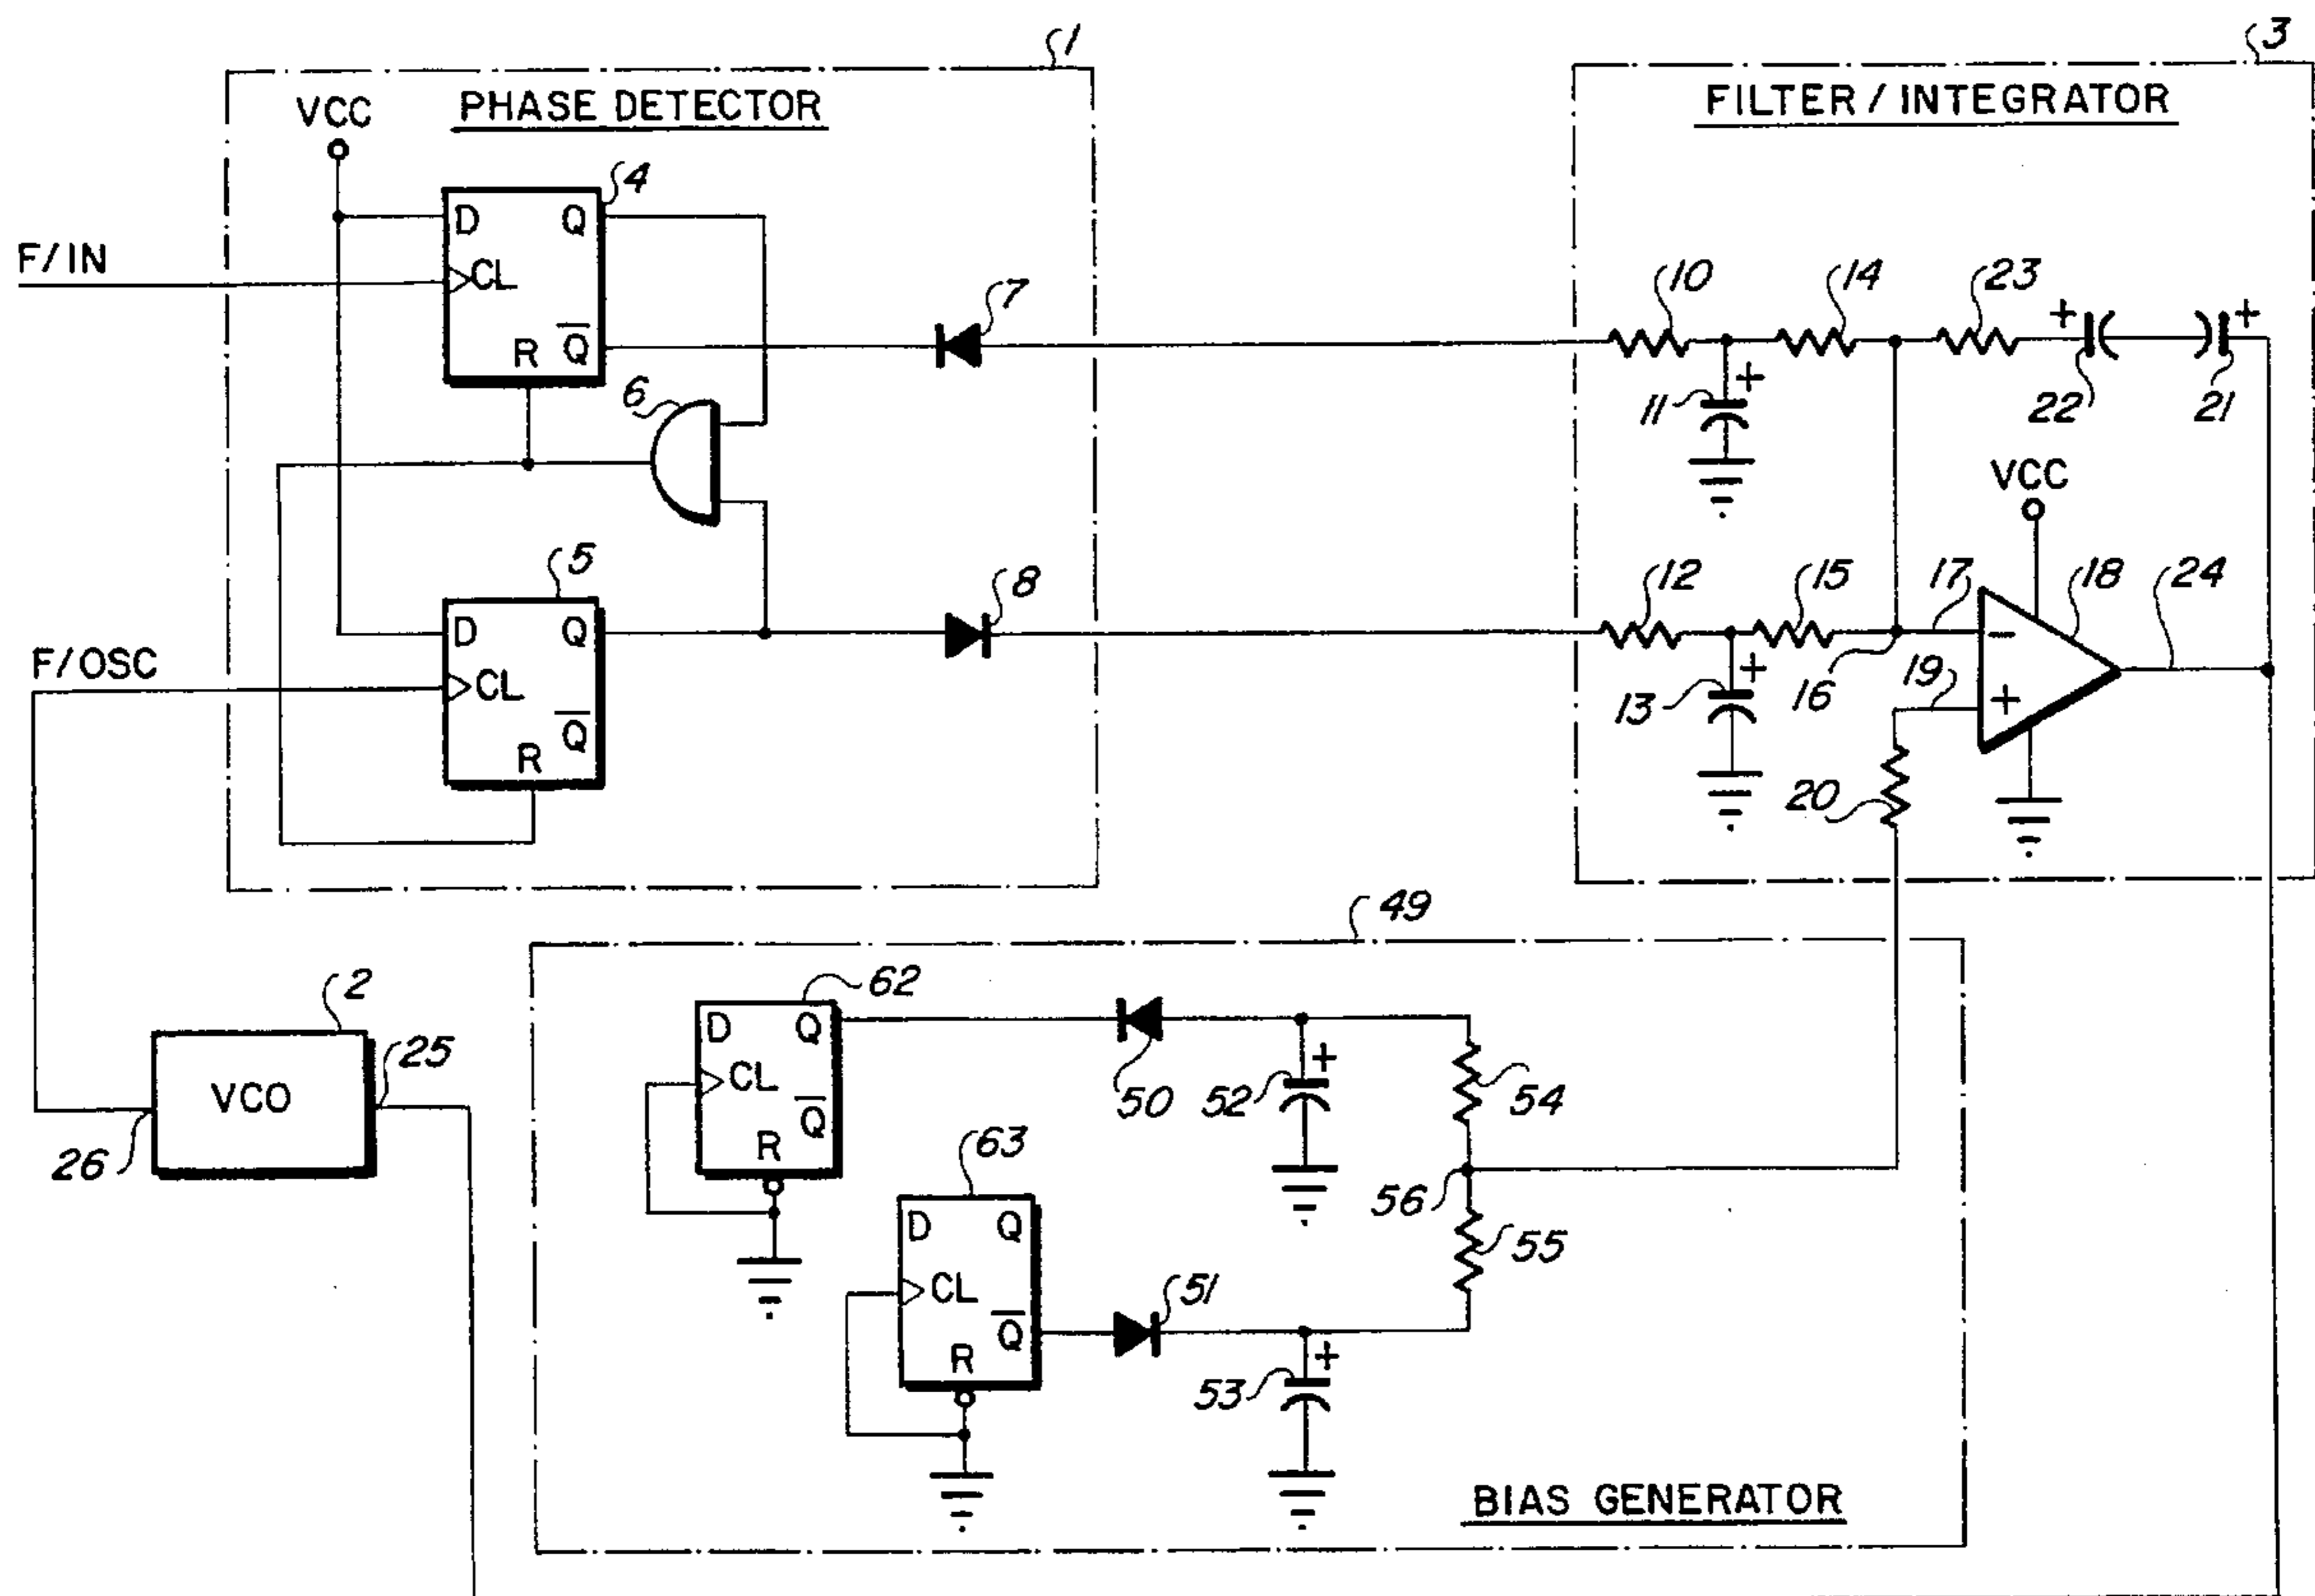 1
3
PHASE DETECTOR
FILTER / INTEGRATOR
VCC
4
D Q
F/IN
CL
R Q̅
7
10
14
23
+ +
11 +
22
21
6
VCC
5
D Q
8
12
15
17
18
24
F/OSC
CL
−
+
19
+
13
16
R Q̅
20
49
2
62
D Q
25
VCO
CL
50
52 +
54
Q̅
R
26
63
56
D Q
55
CL
51
Q̅
R
53 +
BIAS GENERATOR